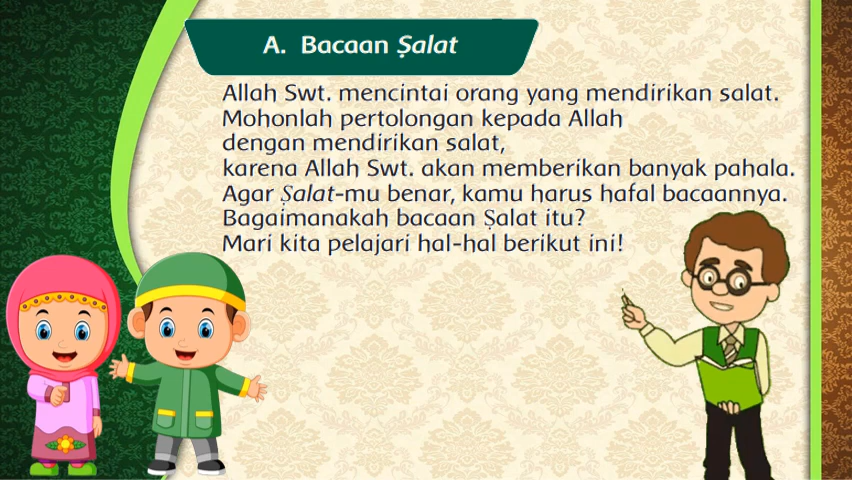 A. Bacaan Ṣalat
Allah Swt. mencintai orang yang mendirikan salat.
Mohonlah pertolongan kepada Allah
dengan mendirikan salat,
karena Allah Swt. akan memberikan banyak pahala.
Agar Ṣalat-mu benar, kamu harus hafal bacaannya.
Bagaimanakah bacaan Ṣalat itu?
Mari kita pelajari hal-hal berikut ini!